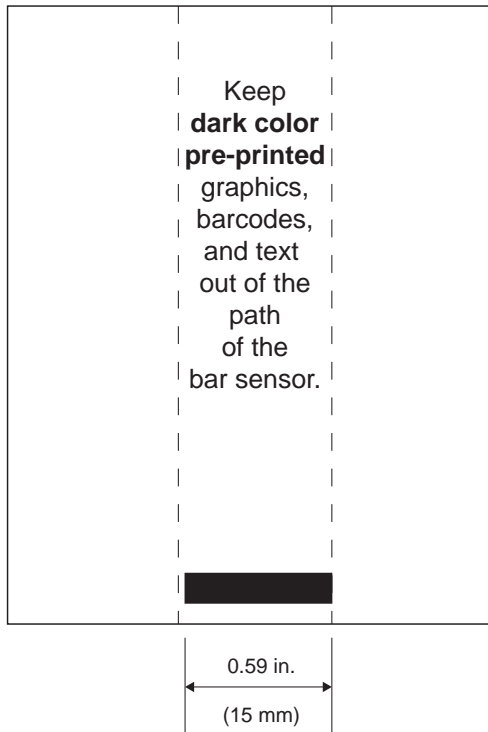 Keep
dark color
pre-printed
graphics,
barcodes,
and text
out of the
path
of the
bar sensor.
0.59 in.
(15 mm)